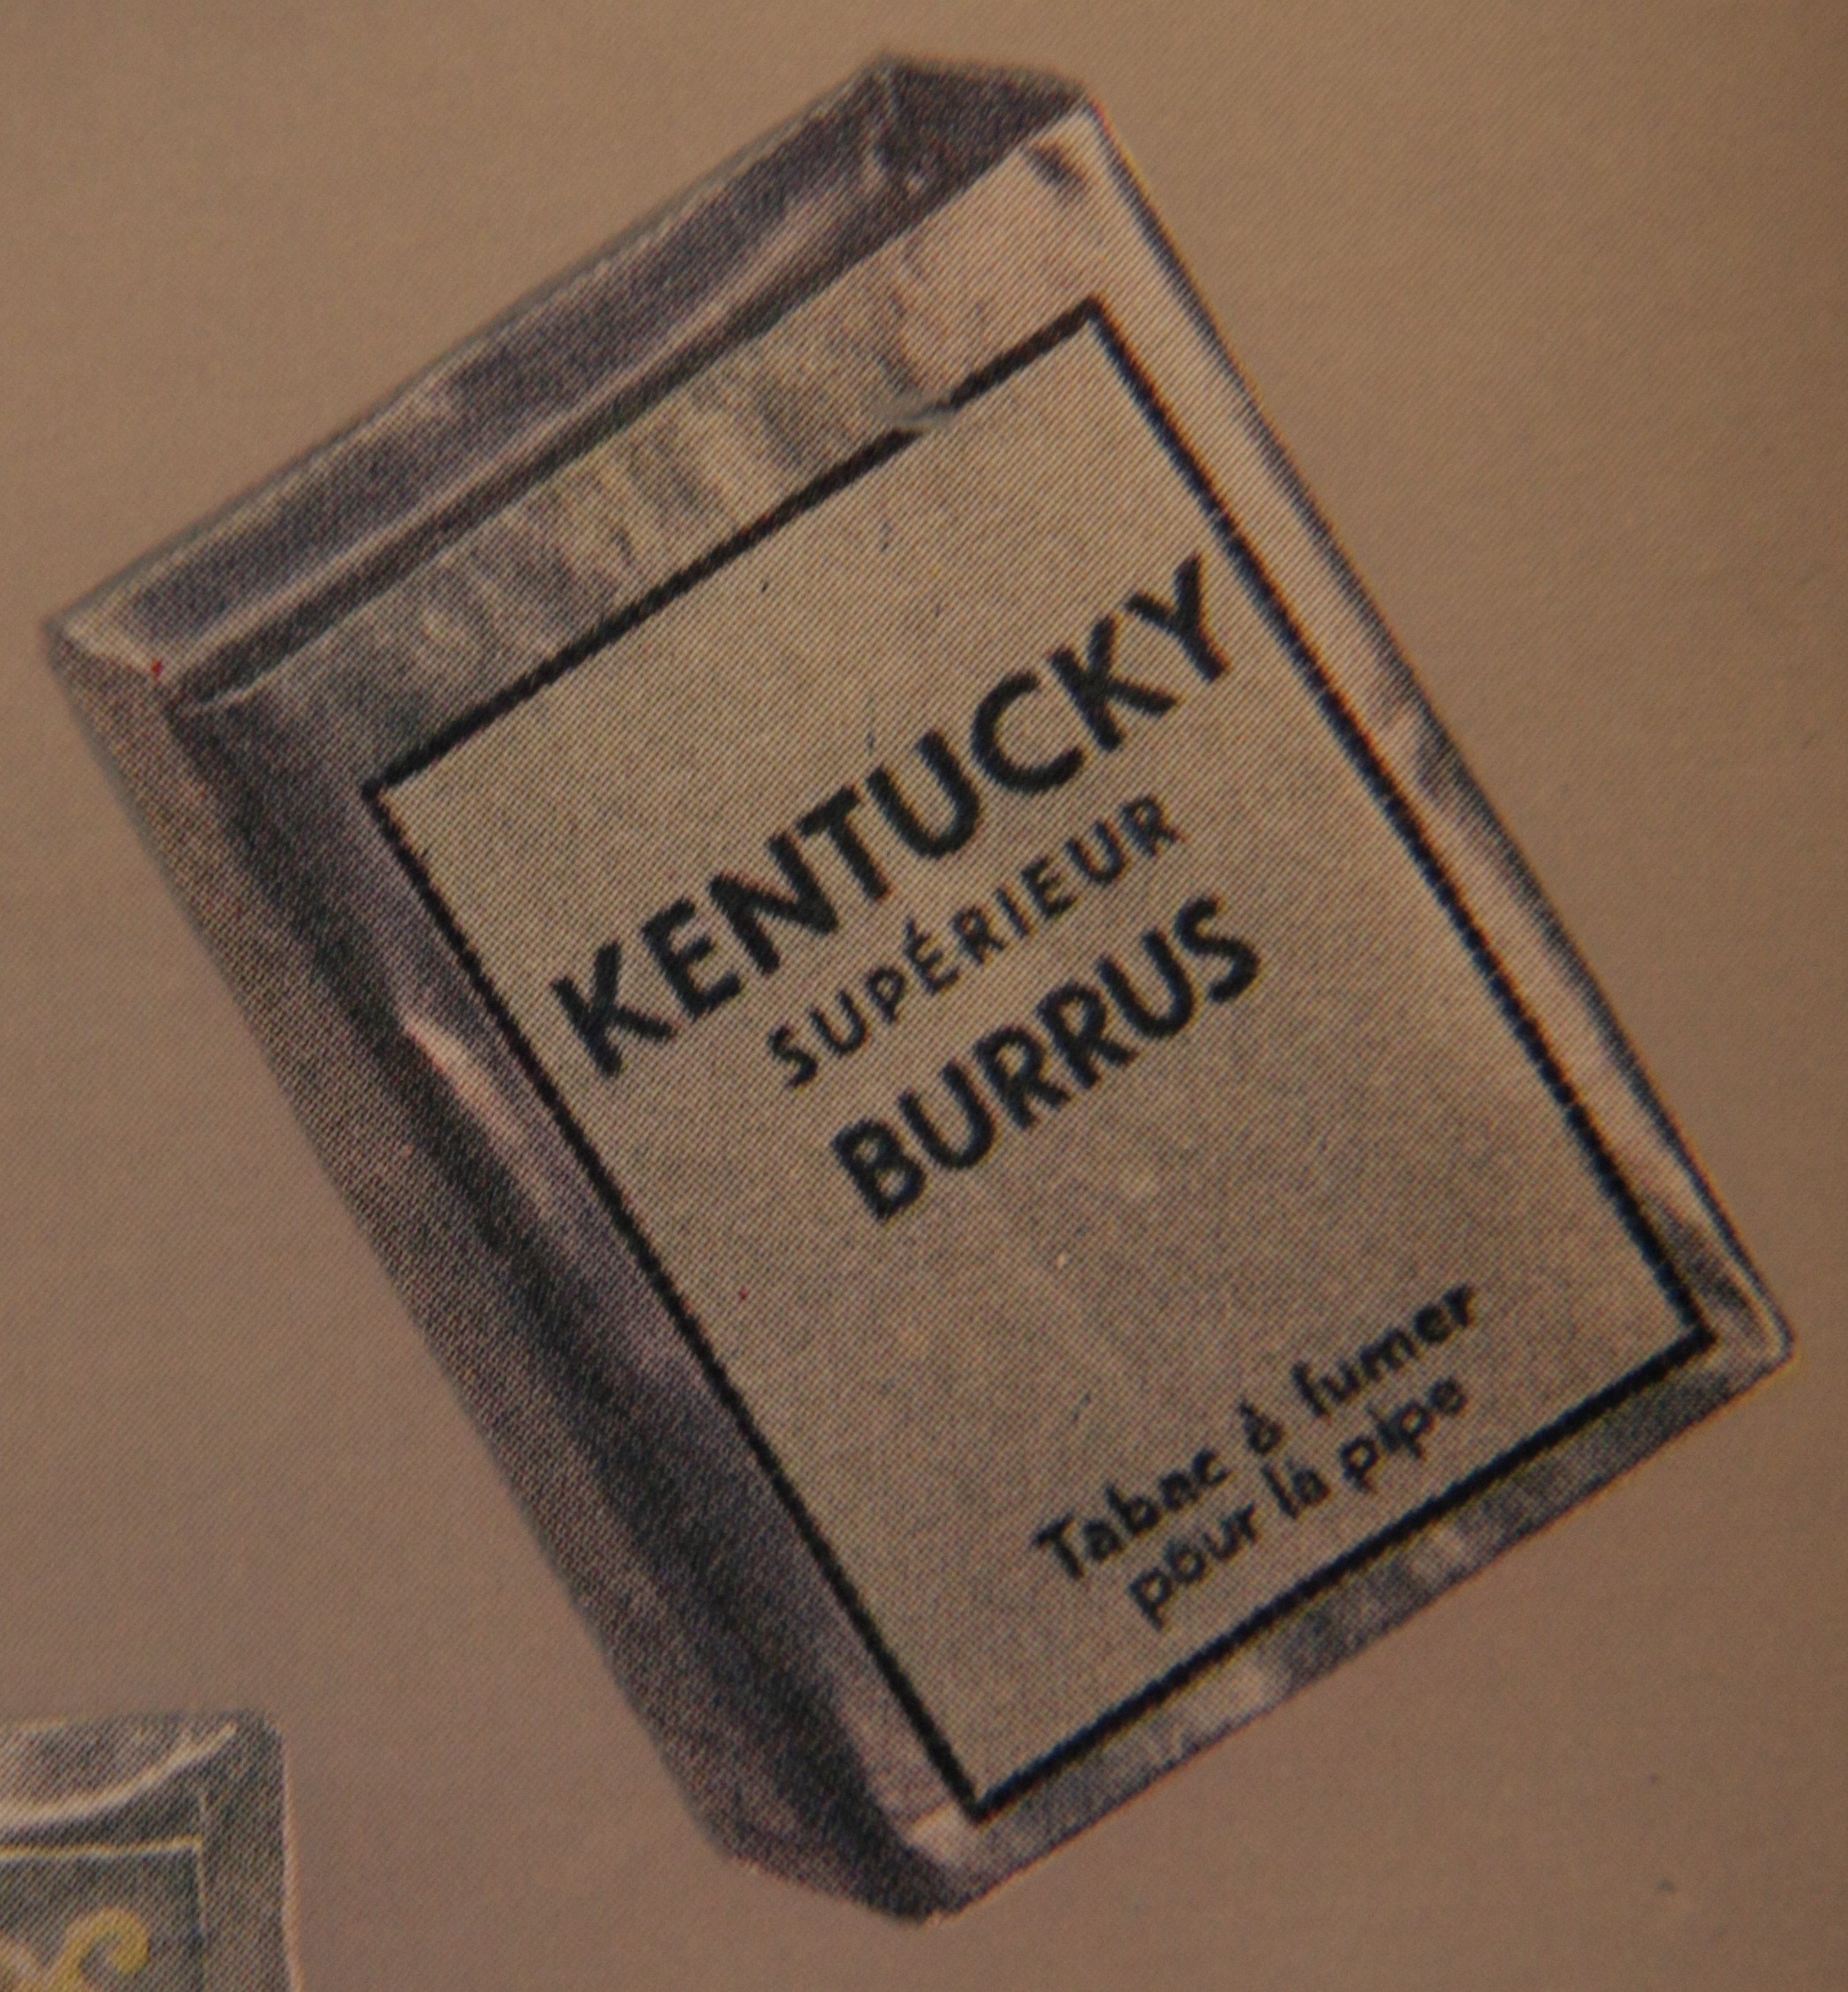 KENTUCKY
SUPÉRIEUR
BURRUS
Tabac à fumer
pour la pipe